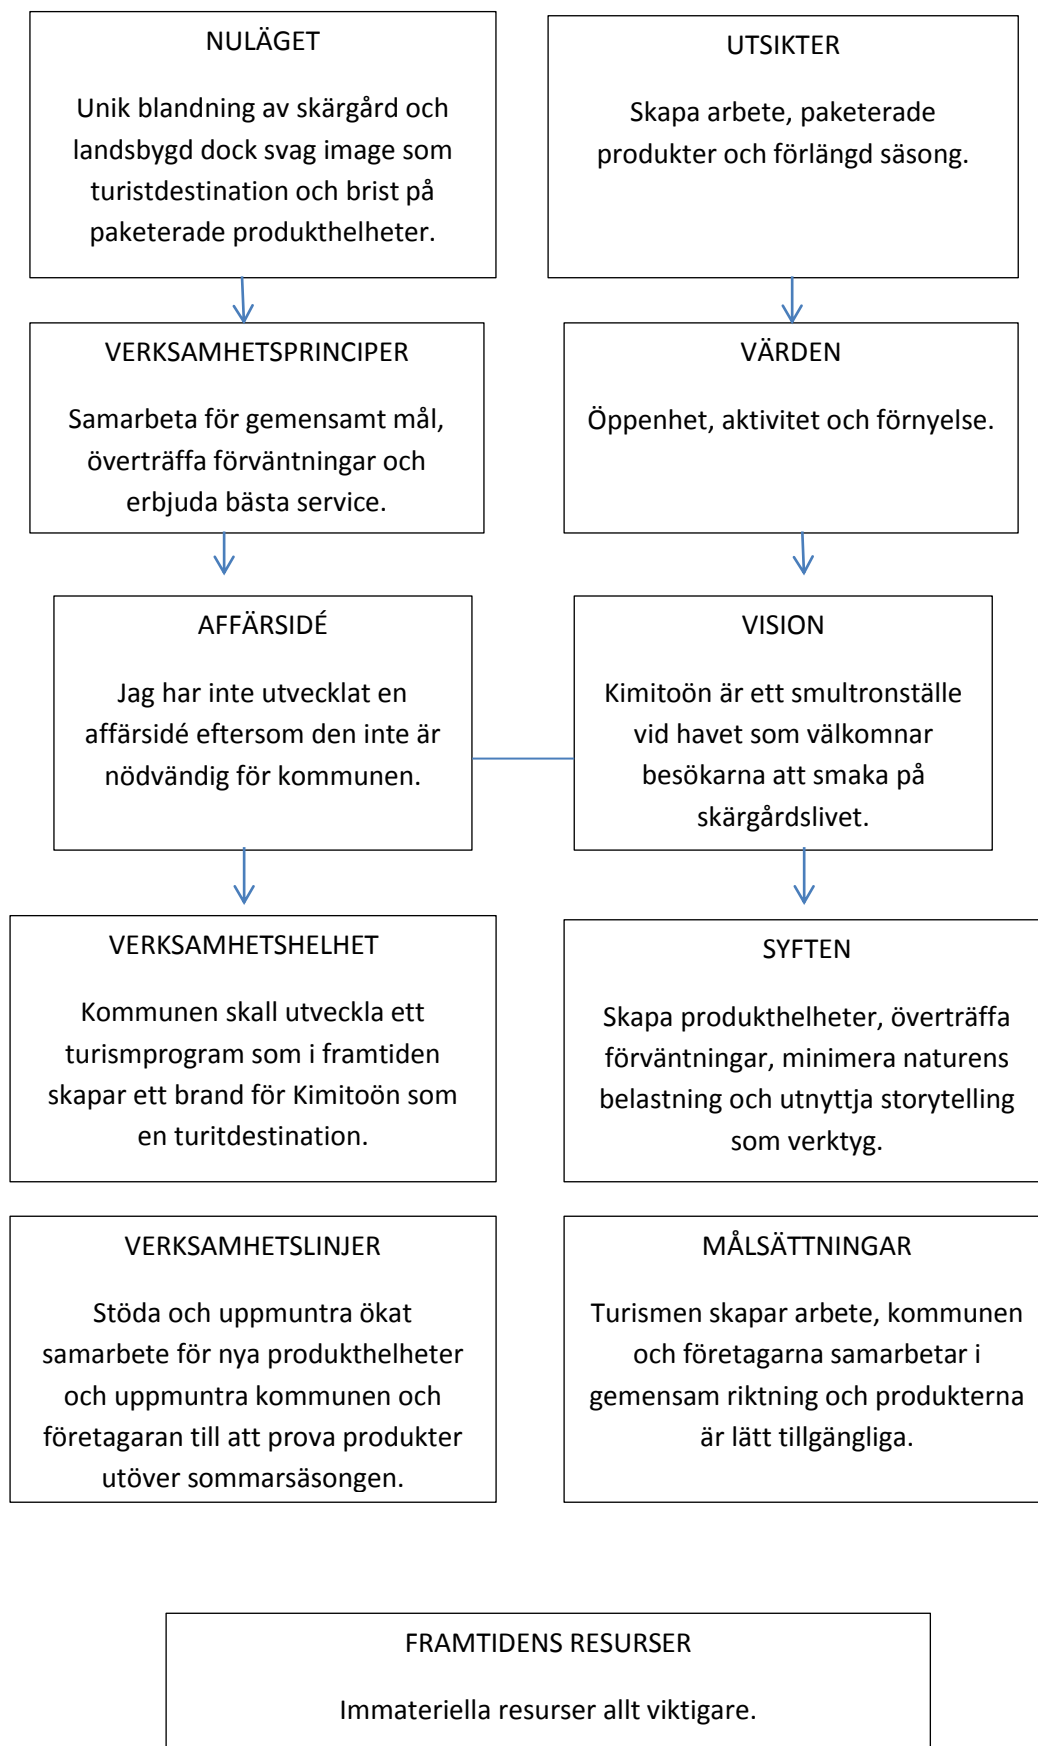 NULÄGET
Unik blandning av skärgård och
landsbygd dock svag image som
turistdestination och brist på
paketerade produkthelheter.
UTSIKTER
Skapa arbete, paketerade
produkter och förlängd säsong.
VERKSAMHETSPRINCIPER
Samarbeta för gemensamt mål,
överträffa förväntningar och
erbjuda bästa service.
VÄRDEN
Öppenhet, aktivitet och förnyelse.
AFFÄRSIDÉ
Jag har inte utvecklat en
affärsidé eftersom den inte är
nödvändig för kommunen.
VISION
Kimitoön är ett smultronställe
vid havet som välkomnar
besökarna att smaka på
skärgårdslivet.
VERKSAMHETSHELHET
Kommunen skall utveckla ett
turismprogram som i framtiden
skapar ett brand för Kimitoön som
en turitdestination.
SYFTEN
Skapa produkthelheter, överträffa
förväntningar, minimera naturens
belastning och utnyttja storytelling
som verktyg.
VERKSAMHETSLINJER
Stöda och uppmuntra ökat
samarbete för nya produkthelheter
och uppmuntra kommunen och
företagaran till att prova produkter
utöver sommarsäsongen.
MÅLSÄTTNINGAR
Turismen skapar arbete, kommunen
och företagarna samarbetar i
gemensam riktning och produkterna
är lätt tillgängliga.
FRAMTIDENS RESURSER
Immateriella resurser allt viktigare.